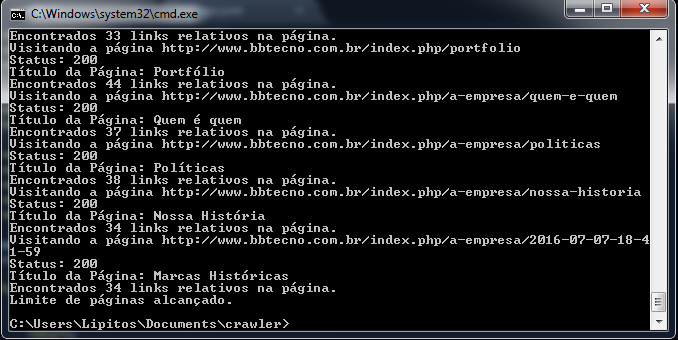 C:\Windows\system32\cmd.exe
Encontrados 33 links relativos na página.
Visitando a página http://www.bbtecno.com.br/index.php/portfolio
Status: 200
Título da Página: Portfólio
Encontrados 44 links relativos na página.
Visitando a página http://www.bbtecno.com.br/index.php/a-empresa/quem-e-quem
Status: 200
Título da Página: Quem é quem
Encontrados 37 links relativos na página.
Visitando a página http://www.bbtecno.com.br/index.php/a-empresa/politicas
Status: 200
Título da Página: Políticas
Encontrados 38 links relativos na página.
Visitando a página http://www.bbtecno.com.br/index.php/a-empresa/nossa-historia
Status: 200
Título da Página: Nossa História
Encontrados 34 links relativos na página.
Visitando a página http://www.bbtecno.com.br/index.php/a-empresa/2016-07-07-18-4
1-59
Status: 200
Título da Página: Marcas Históricas
Encontrados 34 links relativos na página.
Limite de páginas alcançado.
C:\Users\Lipitos\Documents\crawler>